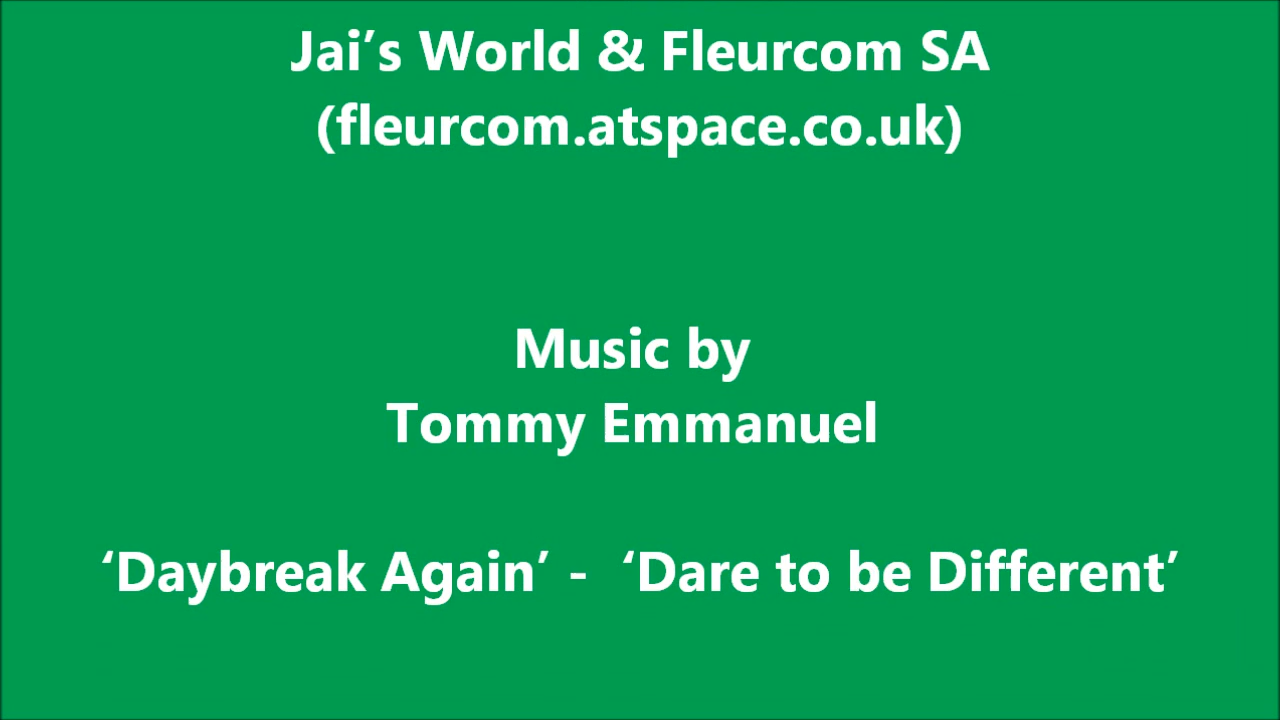 Jai’s World & Fleurcom SA
(fleurcom.atspace.co.uk)
Music by
Tommy Emmanuel
‘Daybreak Again’ - ‘Dare to be Different’